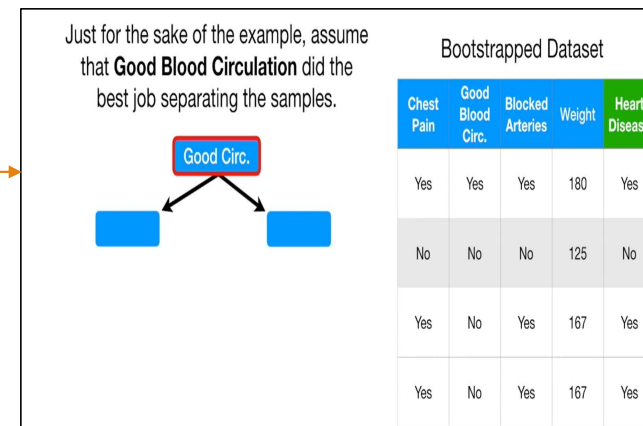 Just for the sake of the example, assume
that Good Blood Circulation did the
best job separating the samples.
Good Circ.
Bootstrapped Dataset
Chest Pain Good Blood Circ. Blocked Arteries Weight Heart Diseas
Yes Yes Yes 180 Yes
No No No 125 No
Yes No Yes 167 Yes
Yes No Yes 167 Yes